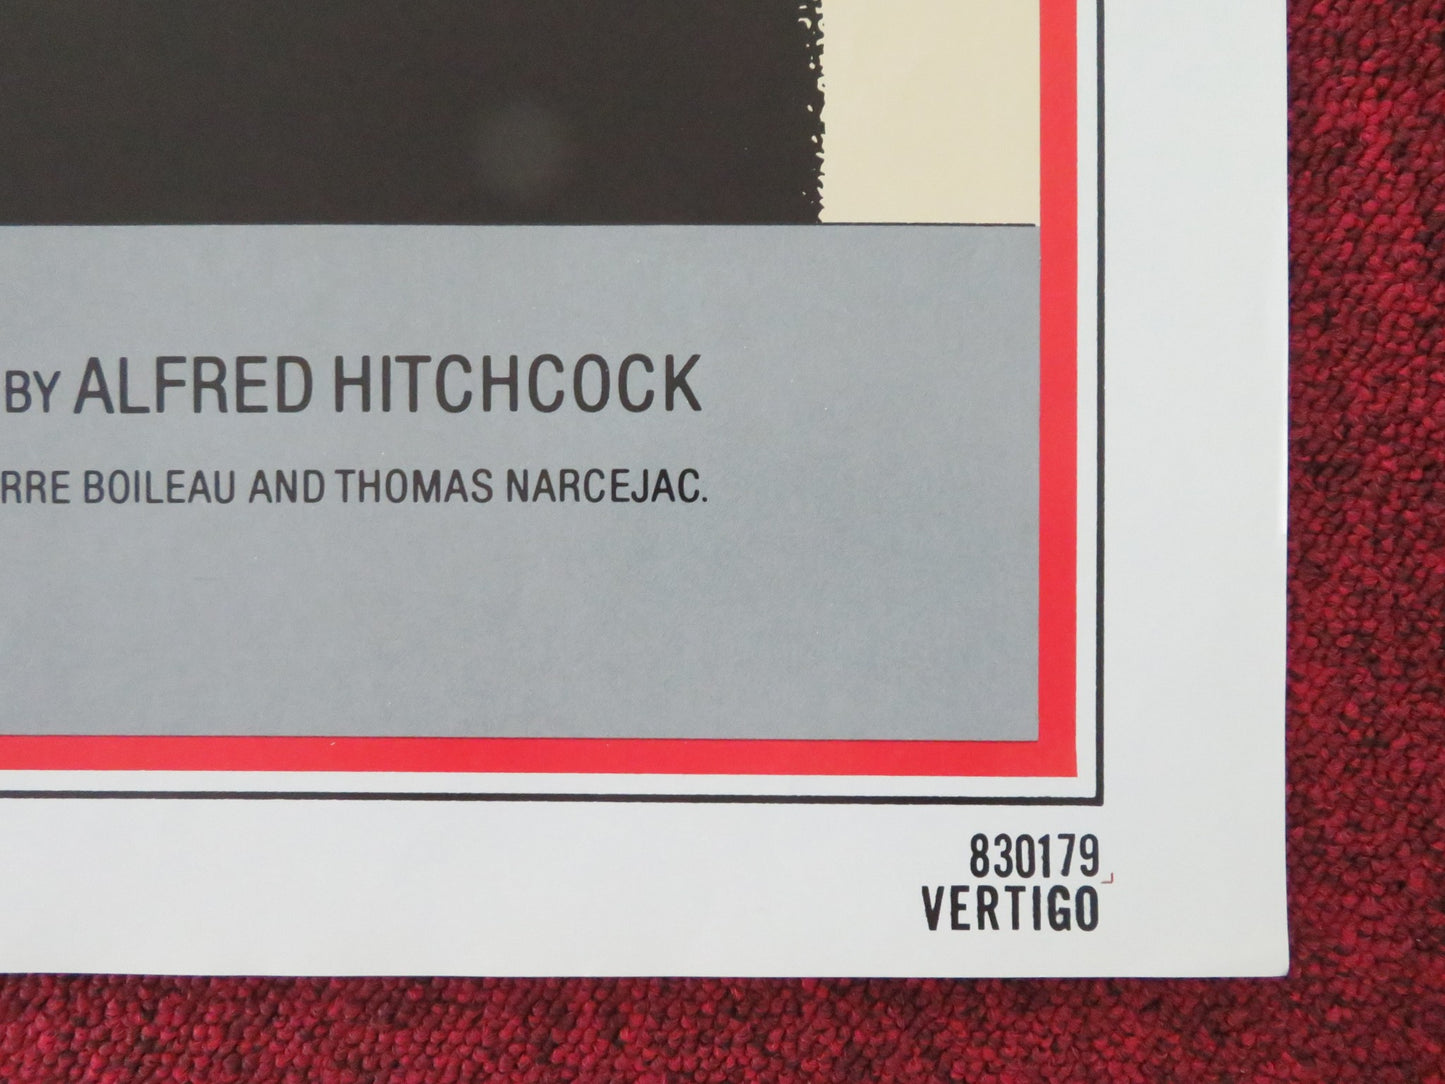 BY ALFRED HITCHCOCK
RRE BOILEAU AND THOMAS NARCEJAC.
830179
VERTIGO